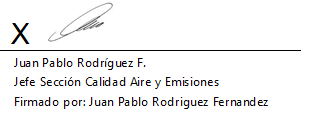 X
Juan Pablo Rodríguez F.
Jefe Sección Calidad Aire y Emisiones
Firmado por: Juan Pablo Rodriguez Fernandez